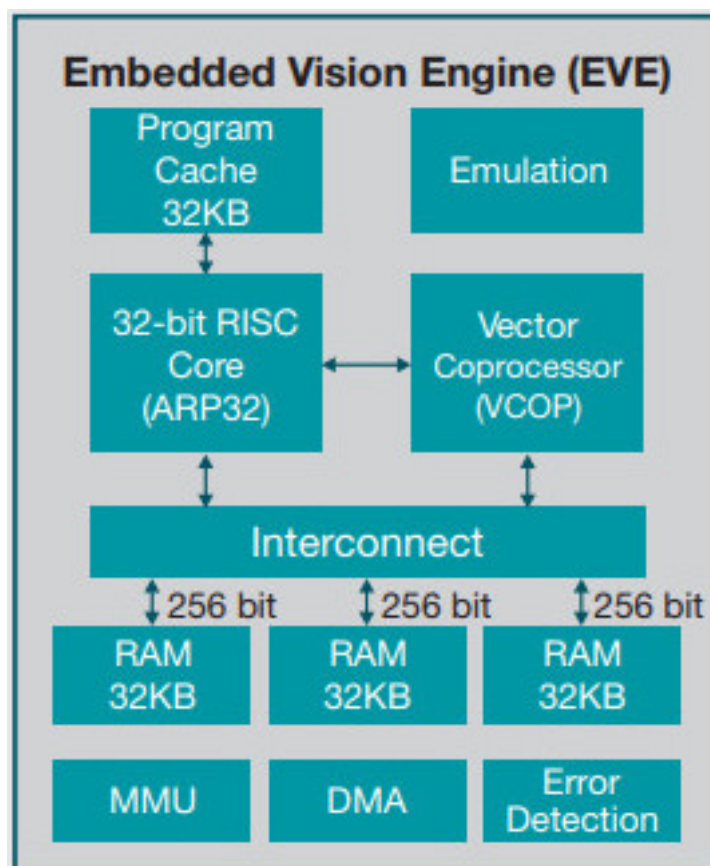 Embedded Vision Engine (EVE)
Program
Cache
32KB
Emulation
32-bit RISC
Core
(ARP32)
Vector
Coprocessor
(VCOP)
Interconnect
256 bit
256 bit
256 bit
RAM
32KB
RAM
32KB
RAM
32KB
MMU
DMA
Error
Detection